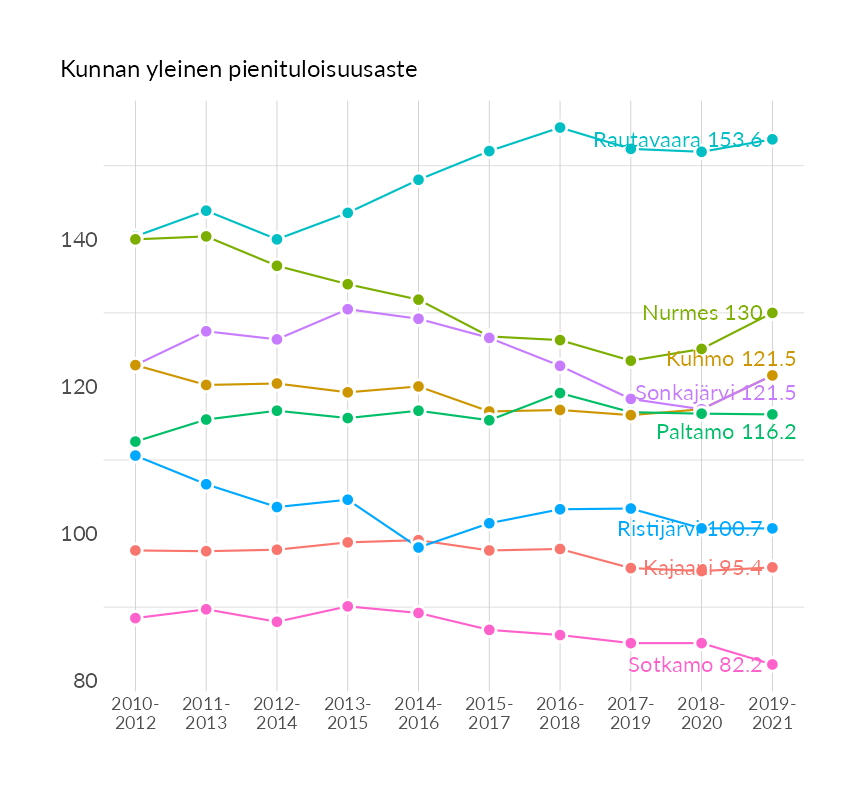 Kunnan yleinen pienituloisuusaste
Rautavaara 153.6
140
Nurmes 130
Kuhmo 121.5
120
Sonkajärvi 121.5
Paltamo 116.2
Ristijärvi 100.7
100
Kajaani 95.4
Sotkamo 82.2
80
2010- 2011- 2012- 2013- 2014- 2015- 2016- 2017- 2018- 2019-
2012 2013 2014 2015 2016 2017 2018 2019 2020 2021